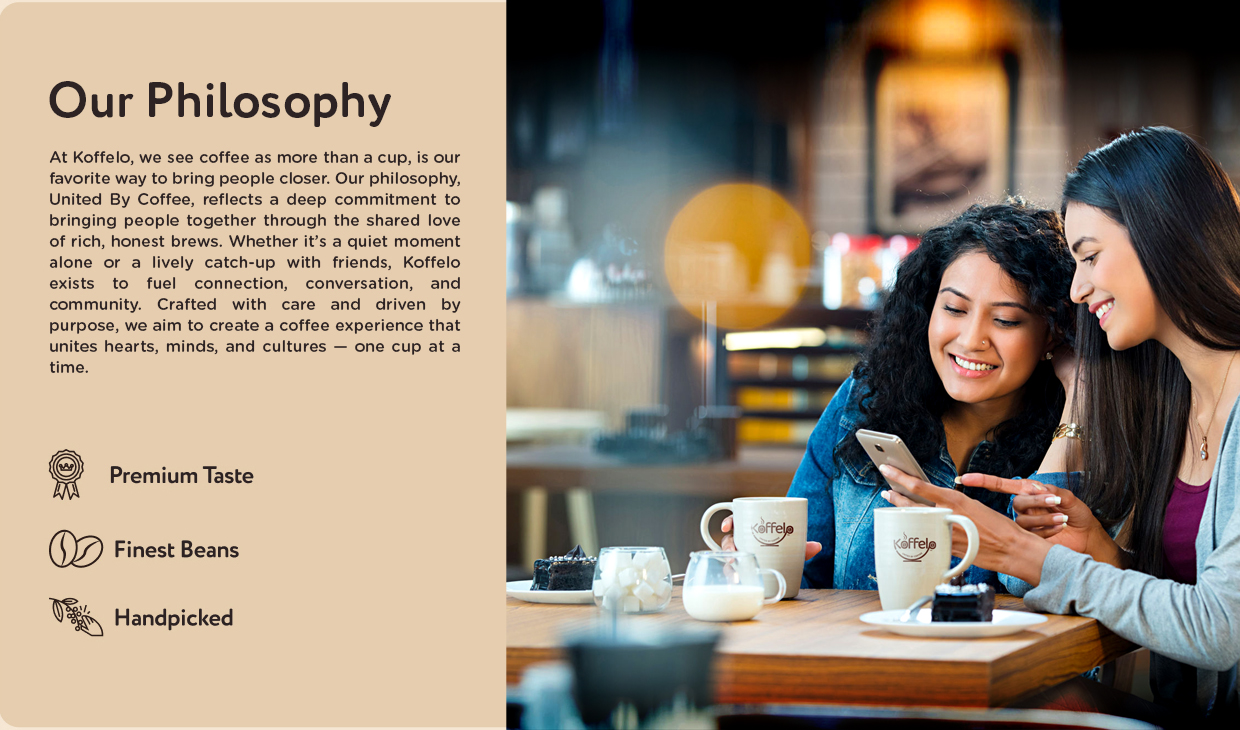 Our Philosophy
At Koffelo, we see coffee as more than a cup, is our
favorite way to bring people closer. Our philosophy,
United By Coffee, reflects a deep commitment to
bringing people together through the shared love
of rich, honest brews. Whether it’s a quiet moment
alone or a lively catch-up with friends, Koffelo
exists to fuel connection, conversation, and
community. Crafted with care and driven by
purpose, we aim to create a coffee experience that
unites hearts, minds, and cultures — one cup at a
time.
Premium Taste
Finest Beans
Handpicked
Koffelo
Koffelo